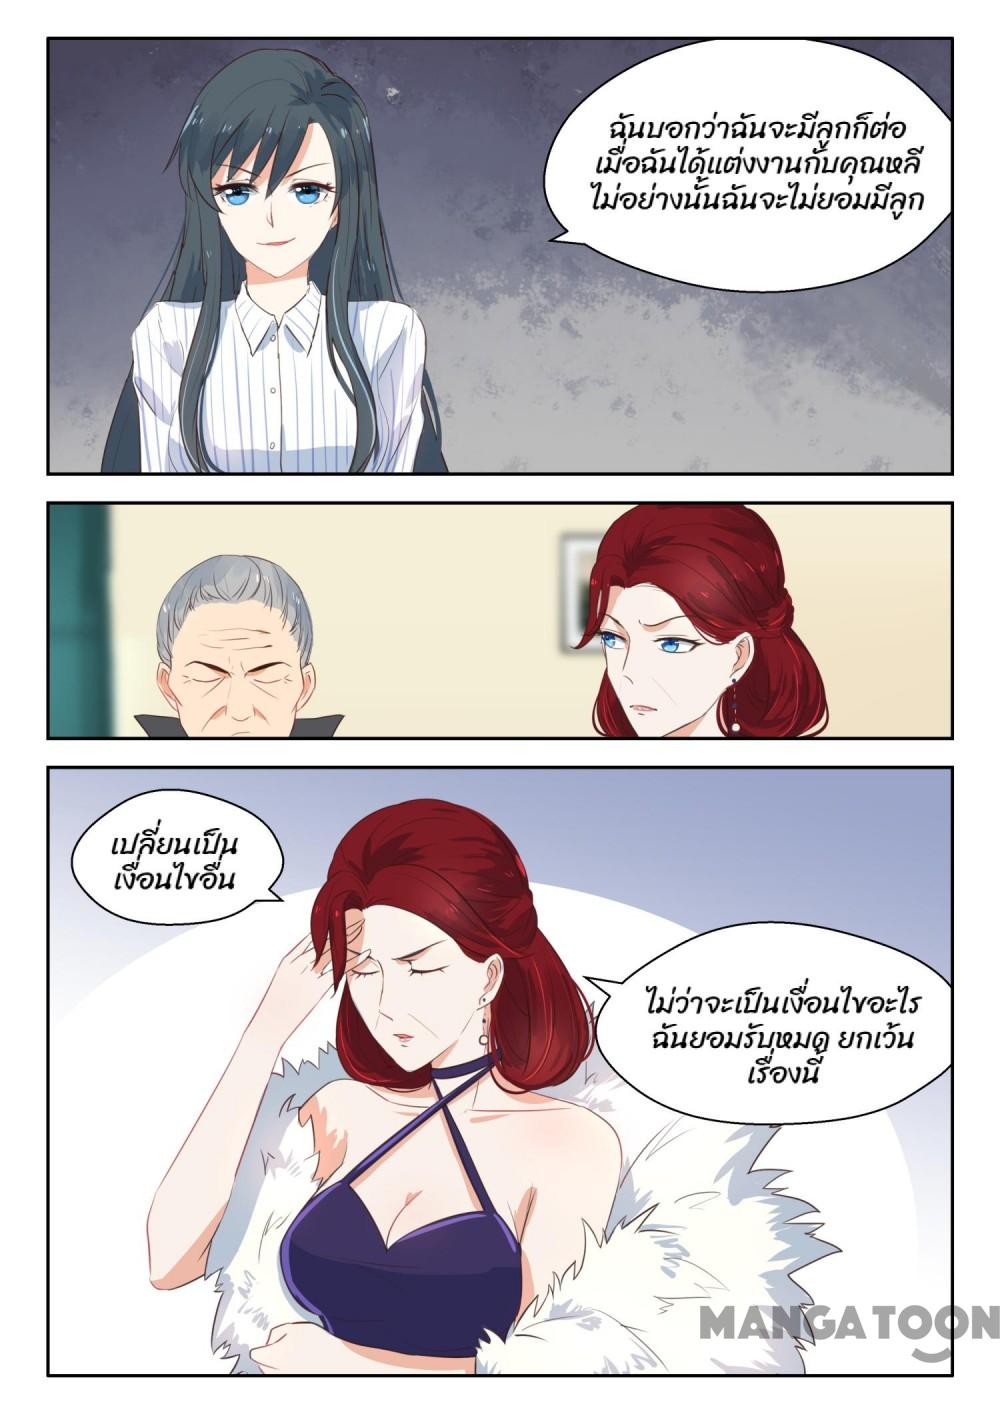 ฉันบอกว่าฉันจะมีลูกก็ต่อ
เมื่อฉันได้แต่งงานกับคุณหลี
ไม่อย่างนั้นฉันจะไม่ยอมมีลูก
เปลี่ยนเป็น
เงื่อนไขอื่น
ไม่ว่าจะเป็นเงื่อนไขอะไร
ฉันยอมรับหมด ยกเว้น
เรื่องนี้
MANGATOON